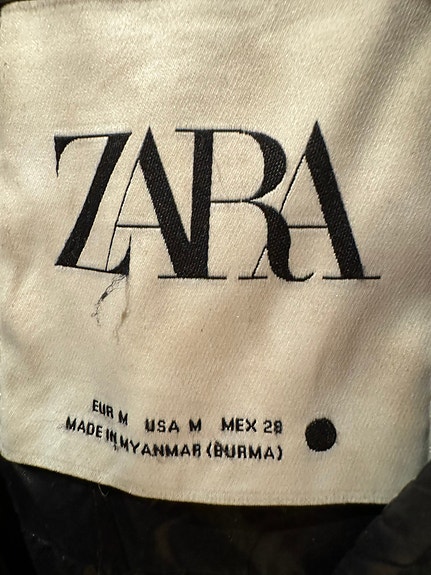 ZARA
EUR M USA M MEX 28
MADE IN MYANMAR (BURMA)